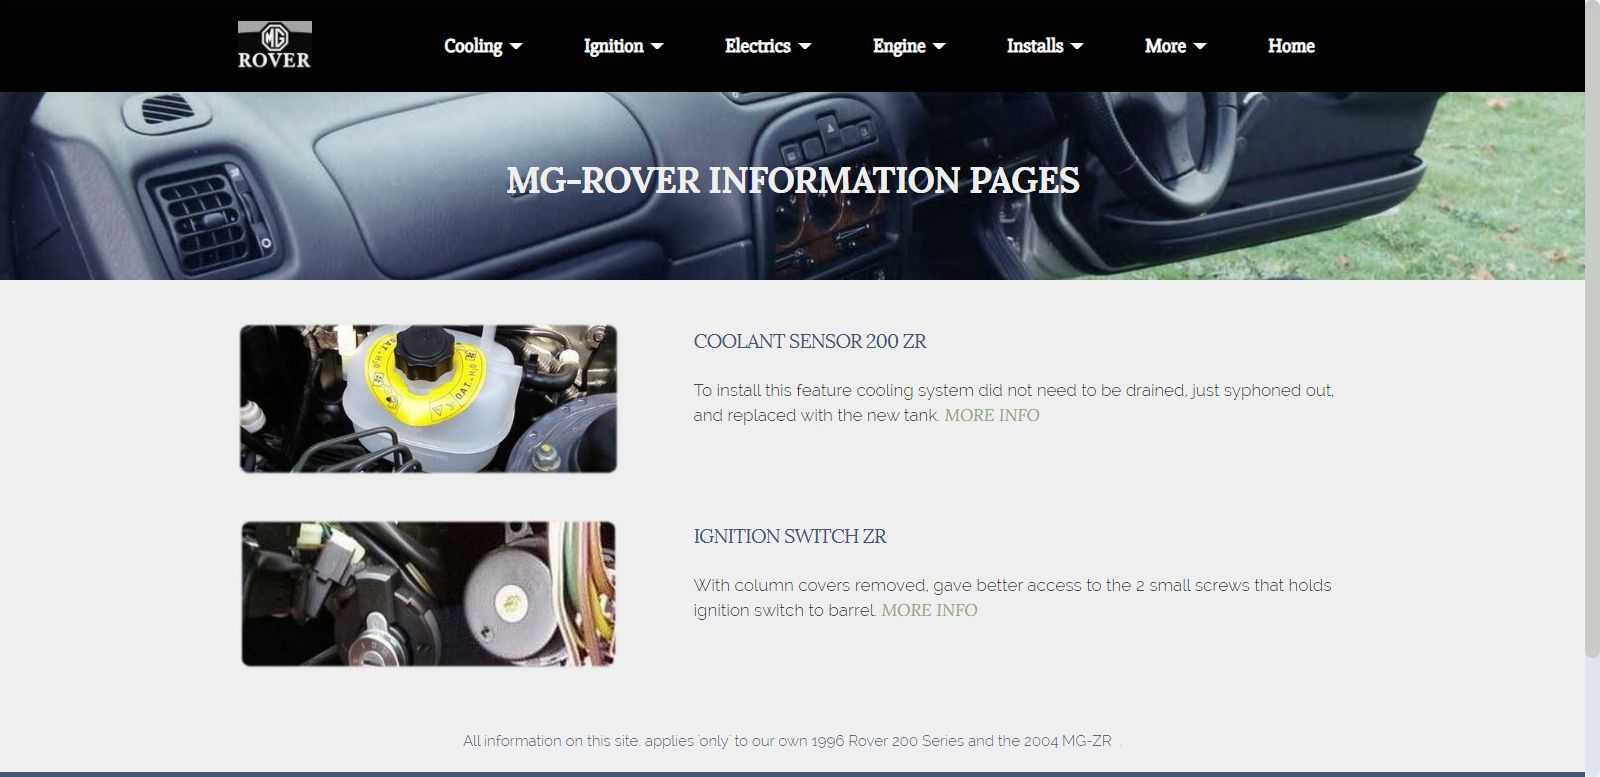 MG
ROVER
Cooling Ignition Electrics Engine Installs More Home
MG-ROVER INFORMATION PAGES
COOLANT SENSOR 200 ZR
To install this feature cooling system did not need to be drained, just syphoned out,
and replaced with the new tank. MORE INFO
O.A.T. + H₂O
IGNITION SWITCH ZR
With column covers removed, gave better access to the 2 small screws that holds
ignition switch to barrel. MORE INFO
All information on this site. applies 'only' to our own 1996 Rover 200 Series and the 2004 MG-ZR .